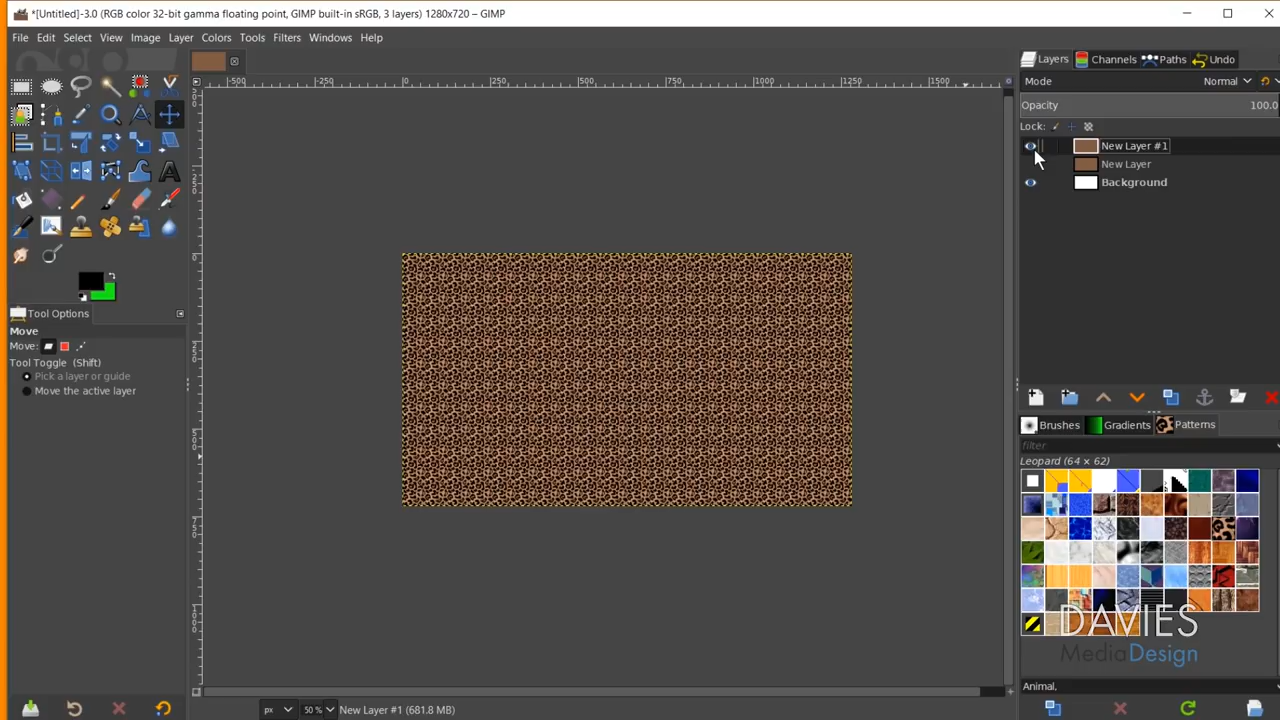 *[Untitled]-3.0 (RGB color 32-bit gamma floating point, GIMP built-in sRGB, 3 layers) 1280x720 – GIMP
File Edit Select View Image Layer Colors Tools Filters Windows Help
Layers Channels Paths Undo
Mode Normal
Opacity 100.0
Lock:
New Layer #1
New Layer
Background
-500 -250 0 250 500 750 1000 1250 1500
Tool Options
Move
Move:
Tool Toggle (Shift)
Pick a layer or guide
Move the active layer
Brushes Gradients Patterns
filter
Leopard (64 × 62)
DAVIES
MediaDesign
Animal,
px 50 % New Layer #1 (681.8 MB)